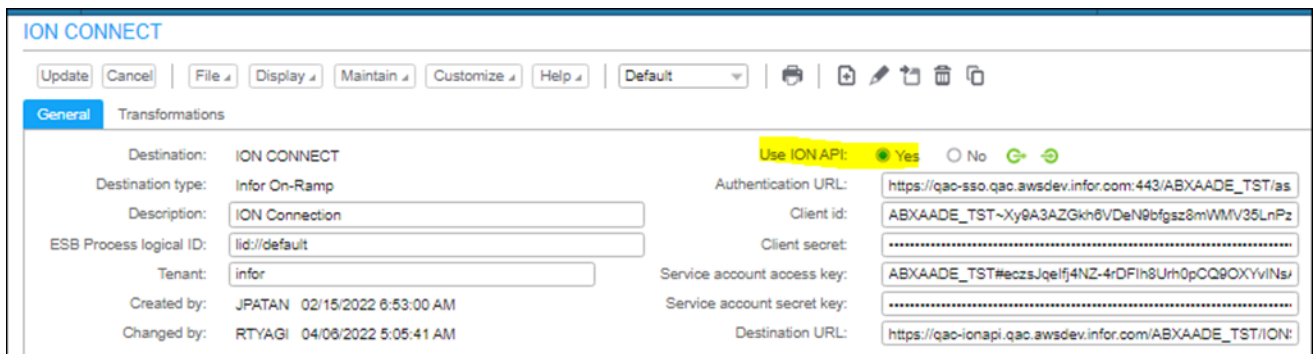 ION CONNECT
Update Cancel File Display Maintain Customize Help Default
General Transformations
Destination: ION CONNECT Use ION API: Yes No
Destination type: Infor On-Ramp Authentication URL: https://qac-sso.qac.awsdev.infor.com:443/ABXAADE_TST/as
Description: ION Connection Client id: ABXAADE_TST~Xy9A3AZGkh6VDeN9bfgsz8mWMV35LnPz
ESB Process logical ID: lid://default Client secret:
Tenant: infor Service account access key: ABXAADE_TST#eczsJqelfj4NZ-4rDFIh8Urh0pCQ9OXYvINs/
Created by: JPATAN 02/15/2022 6:53:00 AM Service account secret key:
Changed by: RTYAGI 04/06/2022 5:05:41 AM Destination URL: https://qac-ionapi.qac.awsdev.infor.com/ABXAADE_TST/IONS